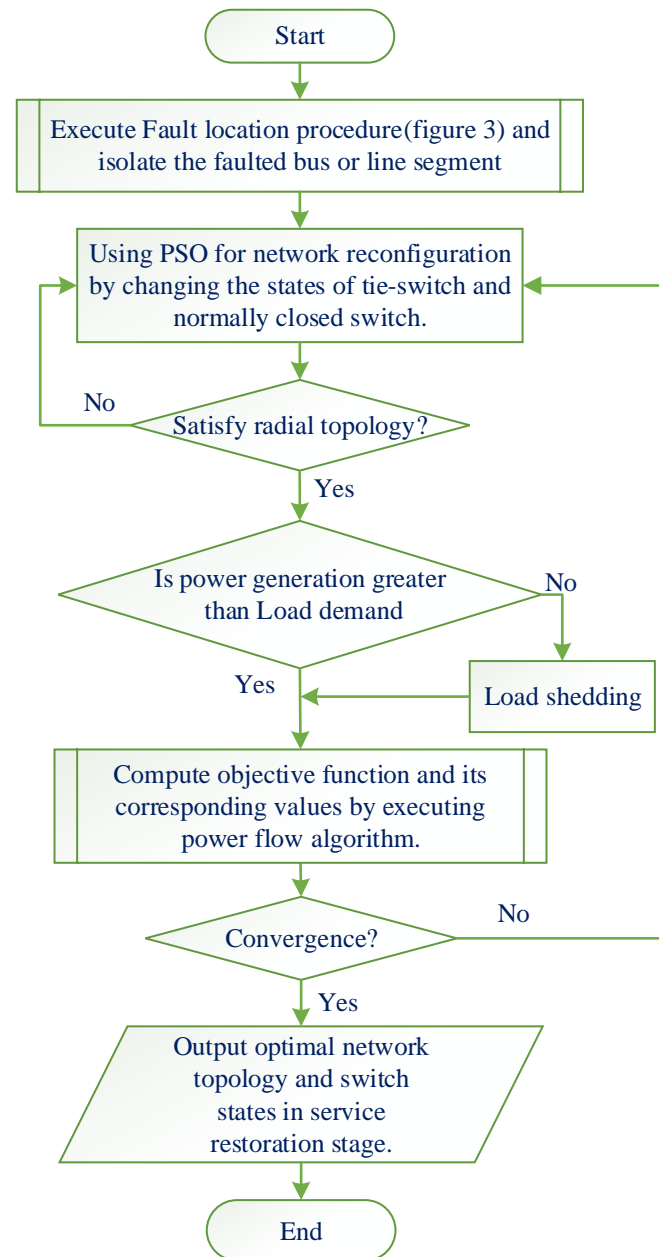 Start
Execute Fault location procedure(figure 3) and
isolate the faulted bus or line segment
Using PSO for network reconfiguration
by changing the states of tie-switch and
normally closed switch.
No
Satisfy radial topology?
Yes
Is power generation greater
than Load demand
No
Yes
Load shedding
Compute objective function and its
corresponding values by executing
power flow algorithm.
No
Convergence?
Yes
Output optimal network
topology and switch
states in service
restoration stage.
End